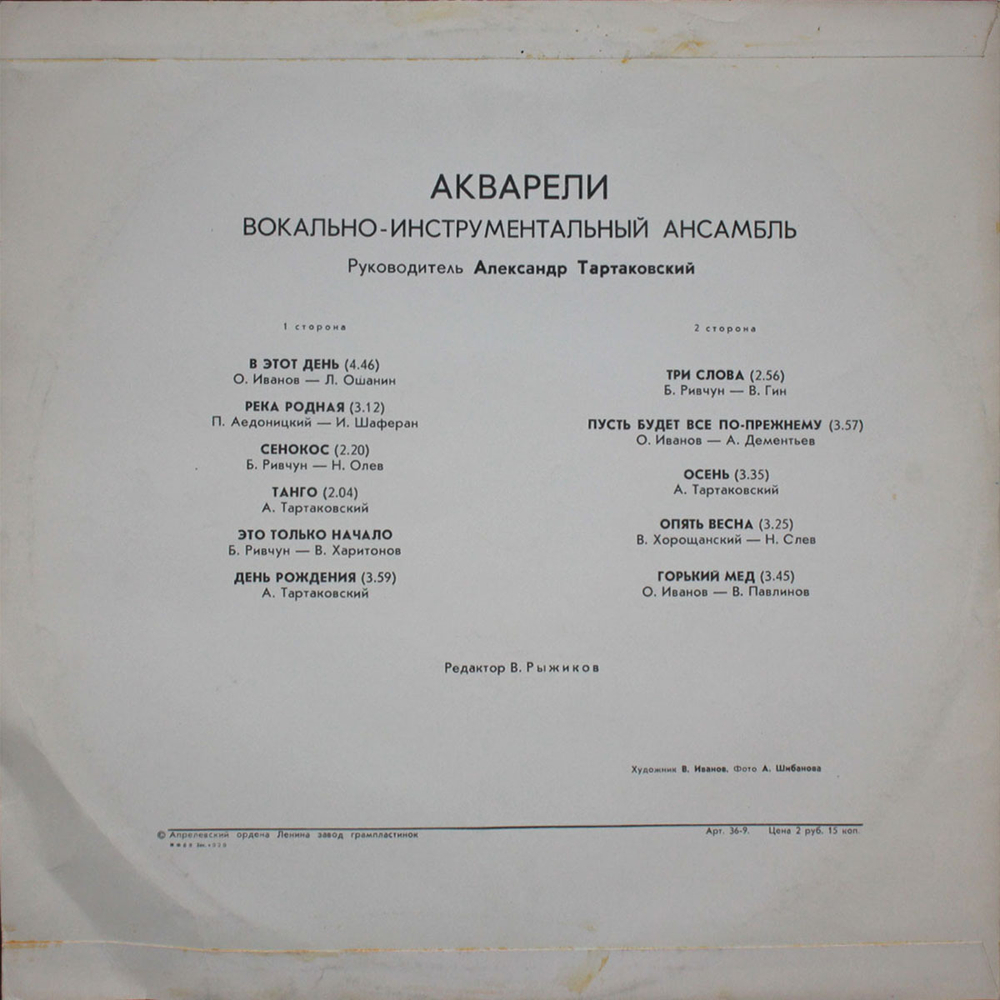 АКВАРЕЛИ
ВОКАЛЬНО-ИНСТРУМЕНТАЛЬНЫЙ АНСАМБЛЬ
Руководитель Александр Тартаковский
1 сторона
В ЭТОТ ДЕНЬ (4.46)
О. Иванов — Л. Ошанин
РЕКА РОДНАЯ (3.12)
П. Аедоницкий — И. Шаферан
СЕНОКОС (2.20)
Б. Ривчун — Н. Олев
ТАНГО (2.04)
А. Тартаковский
ЭТО ТОЛЬКО НАЧАЛО
Б. Ривчун — В. Харитонов
ДЕНЬ РОЖДЕНИЯ (3.59)
А. Тартаковский
2 сторона
ТРИ СЛОВА (2.56)
Б. Ривчун — В. Гин
ПУСТЬ БУДЕТ ВСЕ ПО-ПРЕЖНЕМУ (3.57)
О. Иванов — А. Дементьев
ОСЕНЬ (3.35)
А. Тартаковский
ОПЯТЬ ВЕСНА (3.25)
В. Хорощанский — Н. Слев
ГОРЬКИЙ МЕД (3.45)
О. Иванов — В. Павлинов
Редактор В. Рыжиков
Художник В. Иванов. Фото А. Шибанова
© Апрелевский ордена Ленина завод грампластинок
Арт. 36-9. Цена 2 руб. 15 коп.